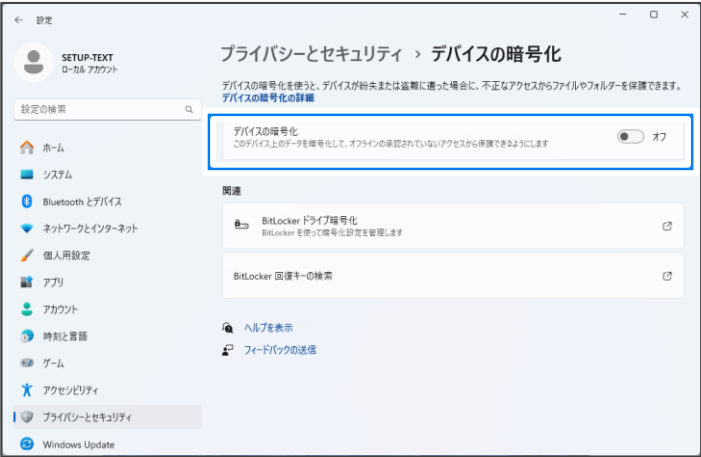 設定
SETUP-TEXT
ローカル アカウント
設定の検索
ホーム
システム
Bluetooth とデバイス
ネットワークとインターネット
個人用設定
アプリ
アカウント
時刻と言語
ゲーム
アクセシビリティ
プライバシーとセキュリティ
Windows Update
プライバシーとセキュリティ › デバイスの暗号化
デバイスの暗号化を使うと、デバイスが紛失または盗難に遭った場合に、不正なアクセスからファイルやフォルダーを保護できます。
デバイスの暗号化の詳細
デバイスの暗号化
このデバイス上のデータを暗号化して、オフラインの承認されていないアクセスから保護できるようにします
オフ
関連
BitLocker ドライブ暗号化
BitLocker を使って暗号化設定を管理します
BitLocker 回復キーの検索
ヘルプを表示
フィードバックの送信